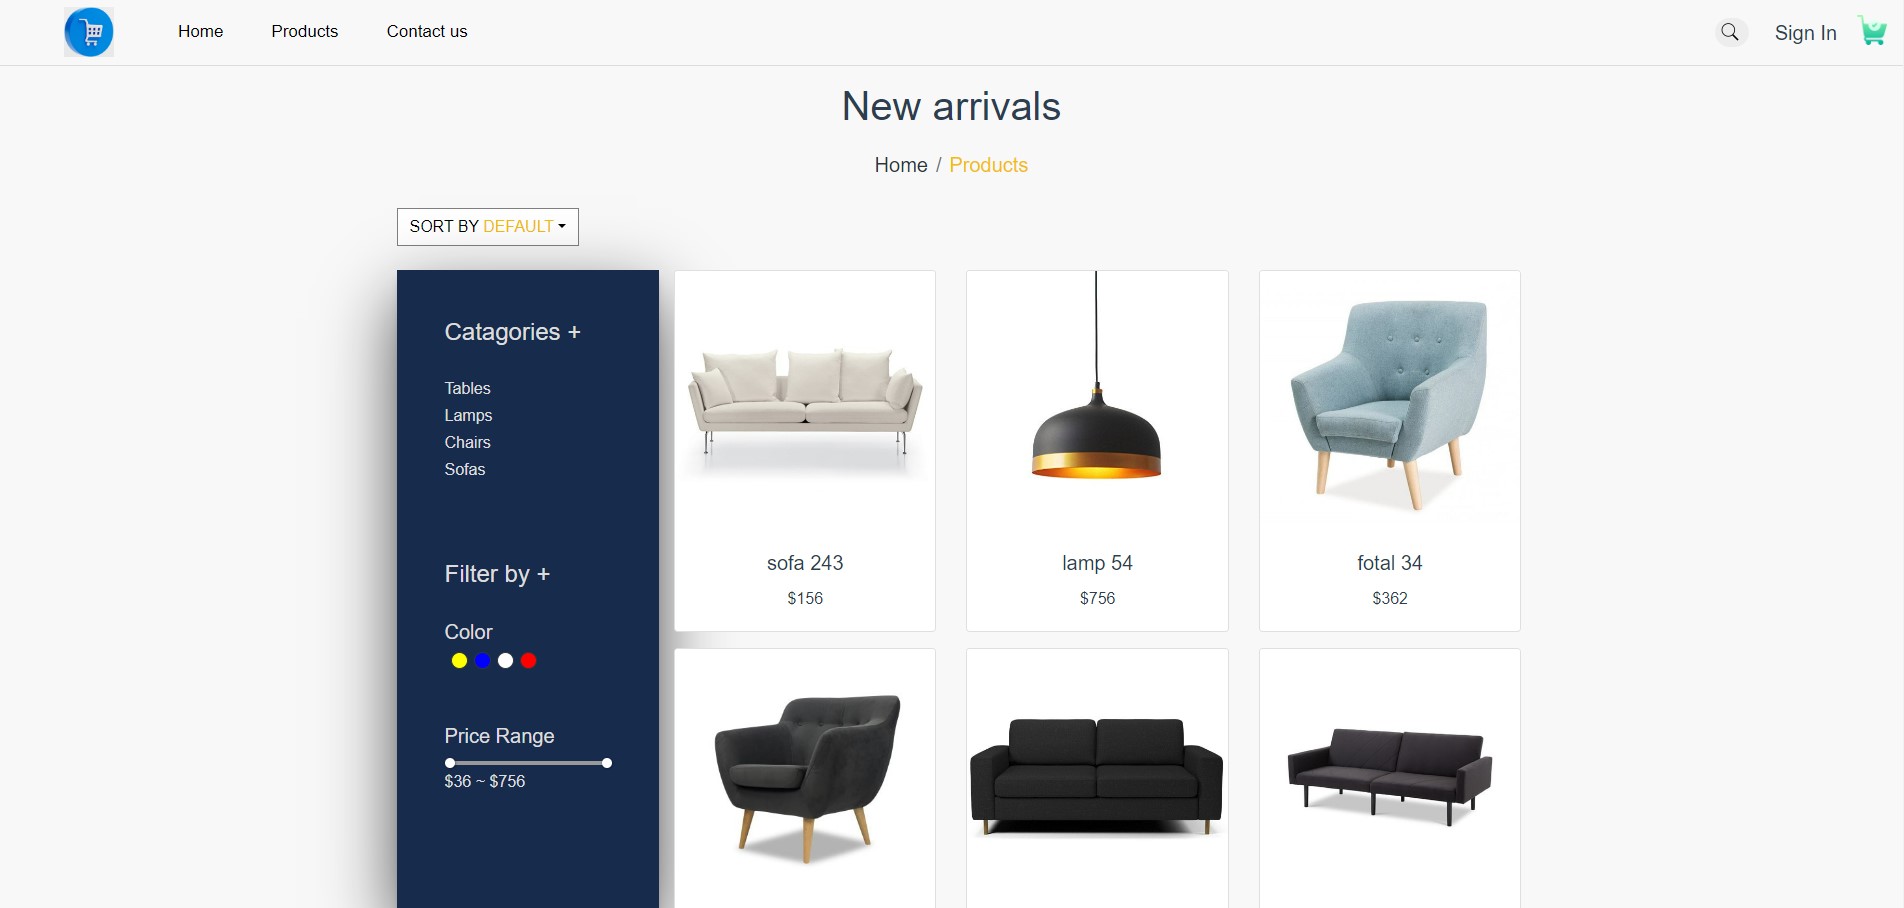 Home Products Contact us Sign In
New arrivals
Home / Products
SORT BY DEFAULT
Catagories +
Tables
Lamps
Chairs
Sofas
Filter by +
Color
Price Range
$36 ~ $756
sofa 243
$156
lamp 54
$756
fotal 34
$362